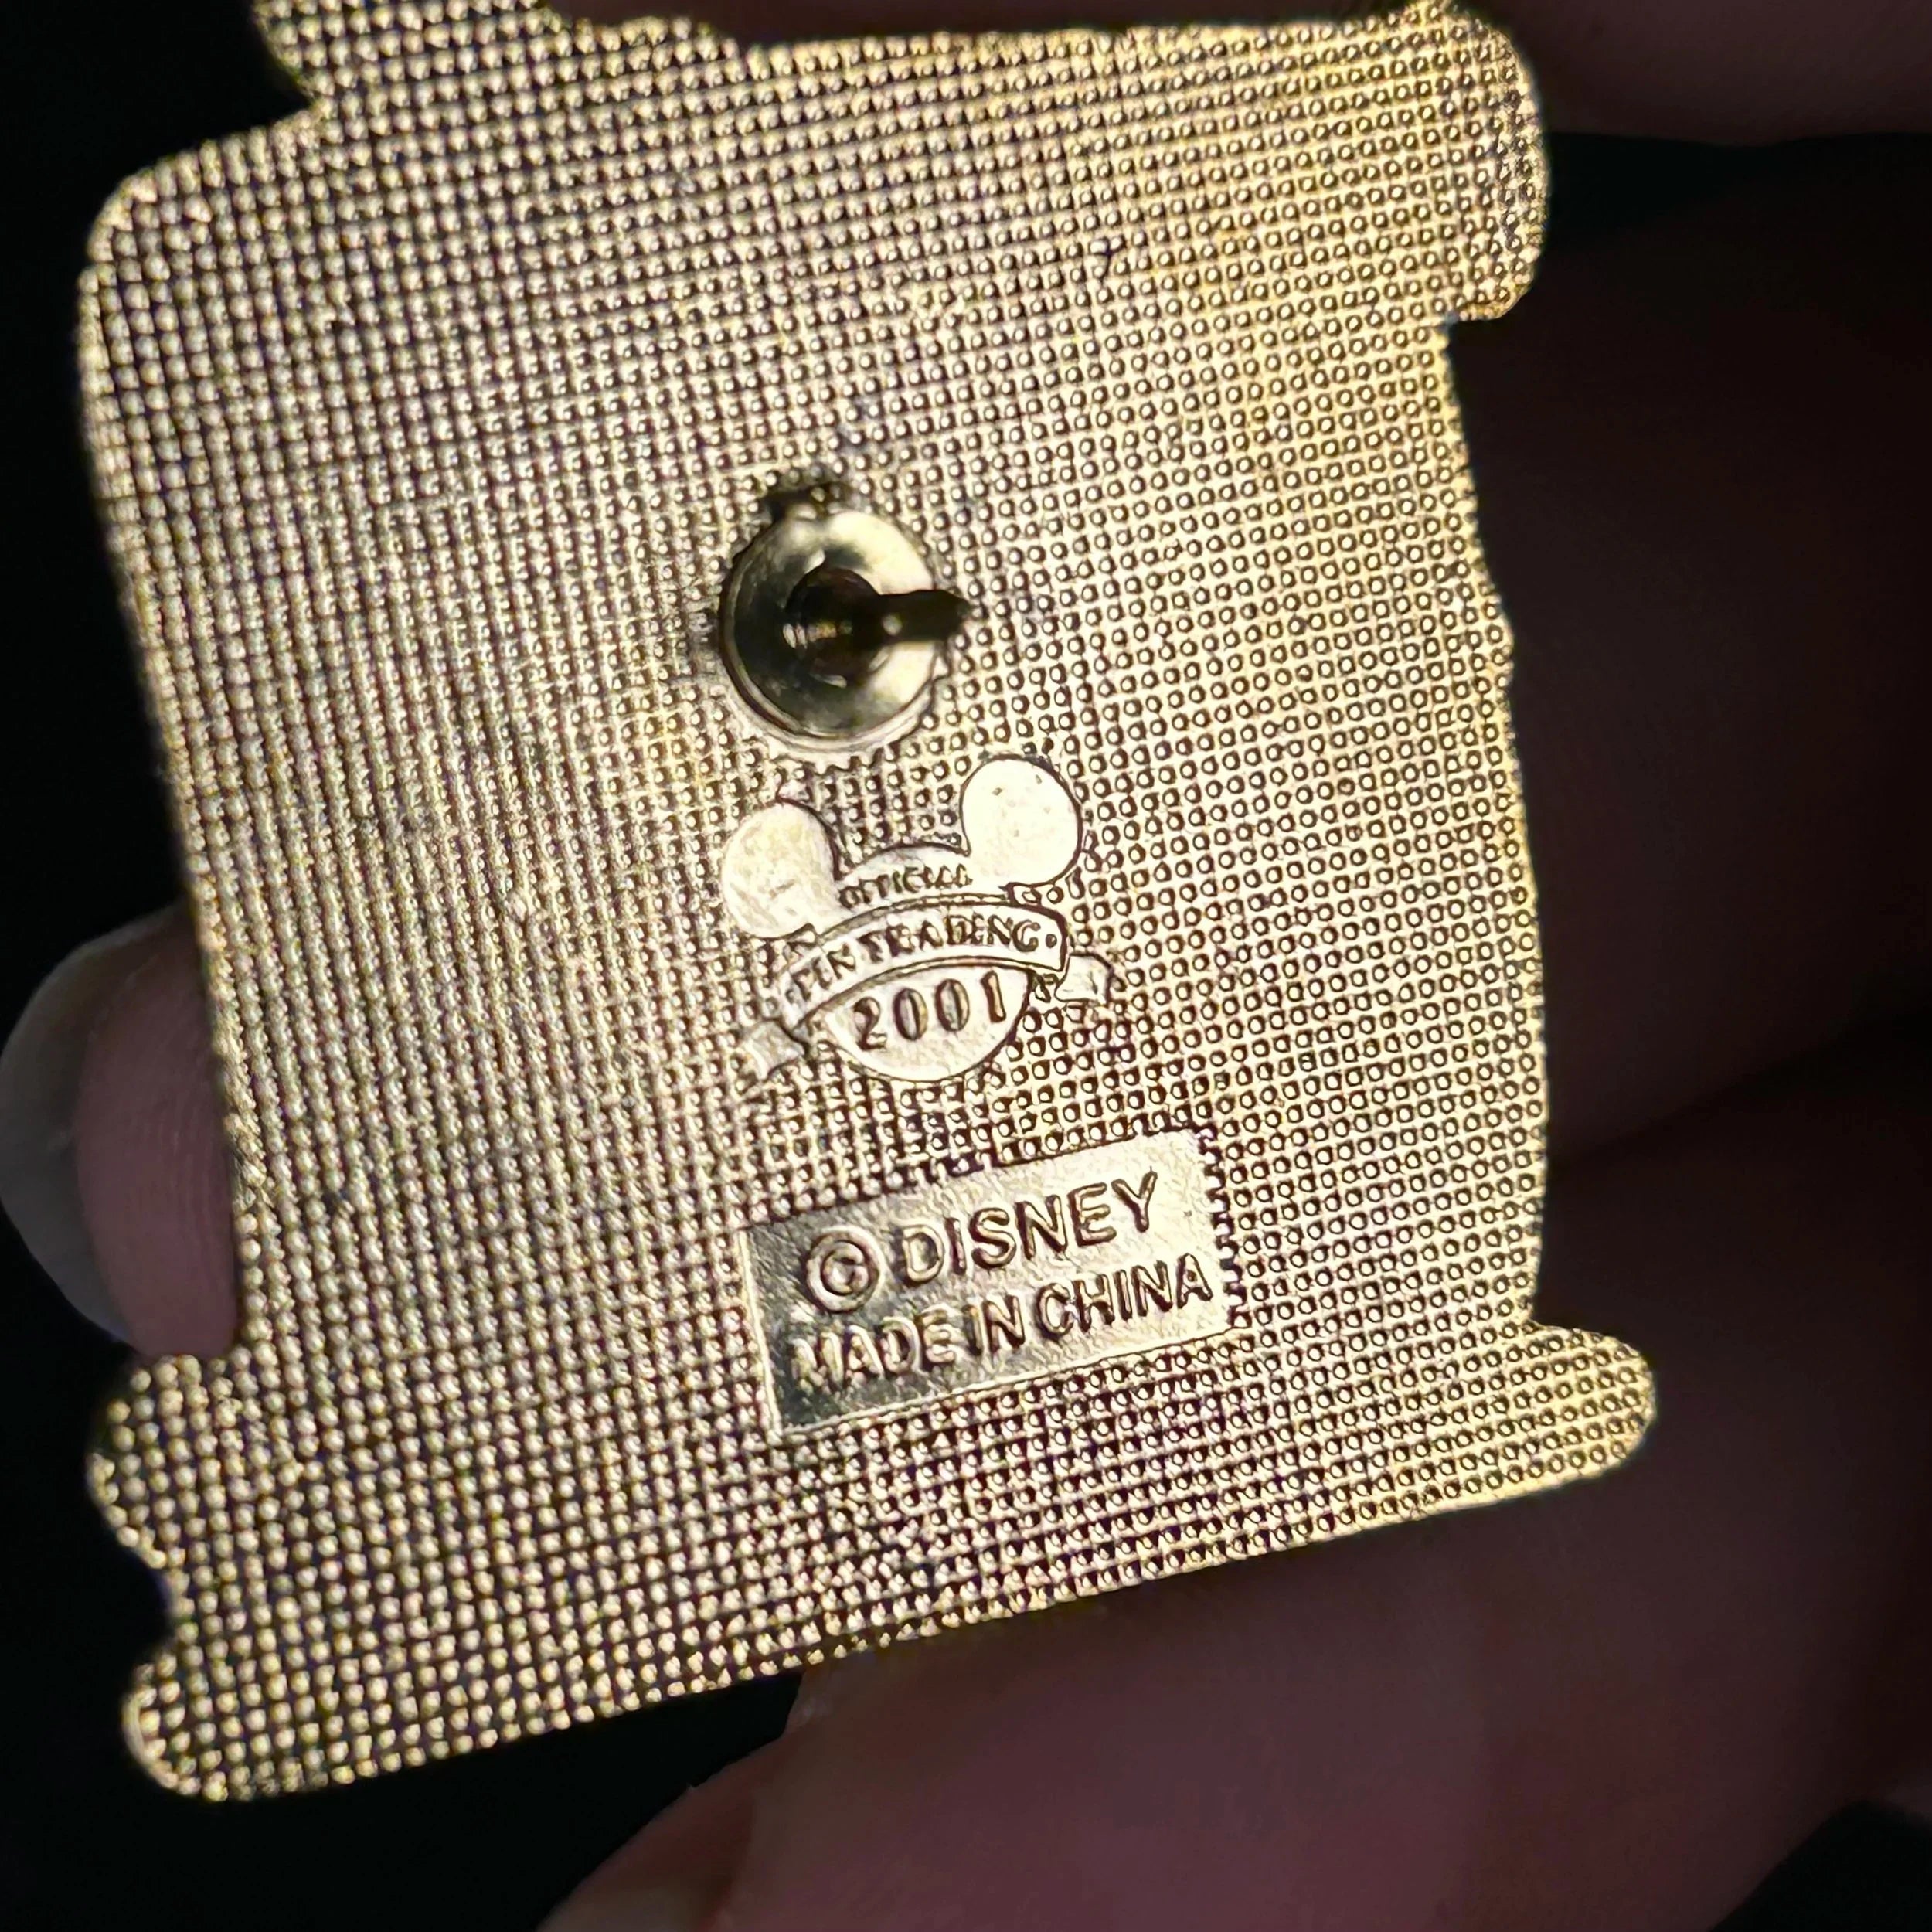 OFFICIAL
PIN TRADING
2001
© DISNEY
MADE IN CHINA